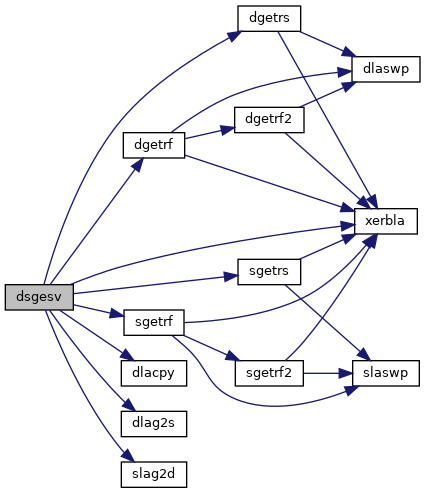 dgetrs
dlaswp
dgetrf2
dgetrf
xerbla
sgetrs
dsgesv
sgetrf
dlacpy
sgetrf2
slaswp
dlag2s
slag2d